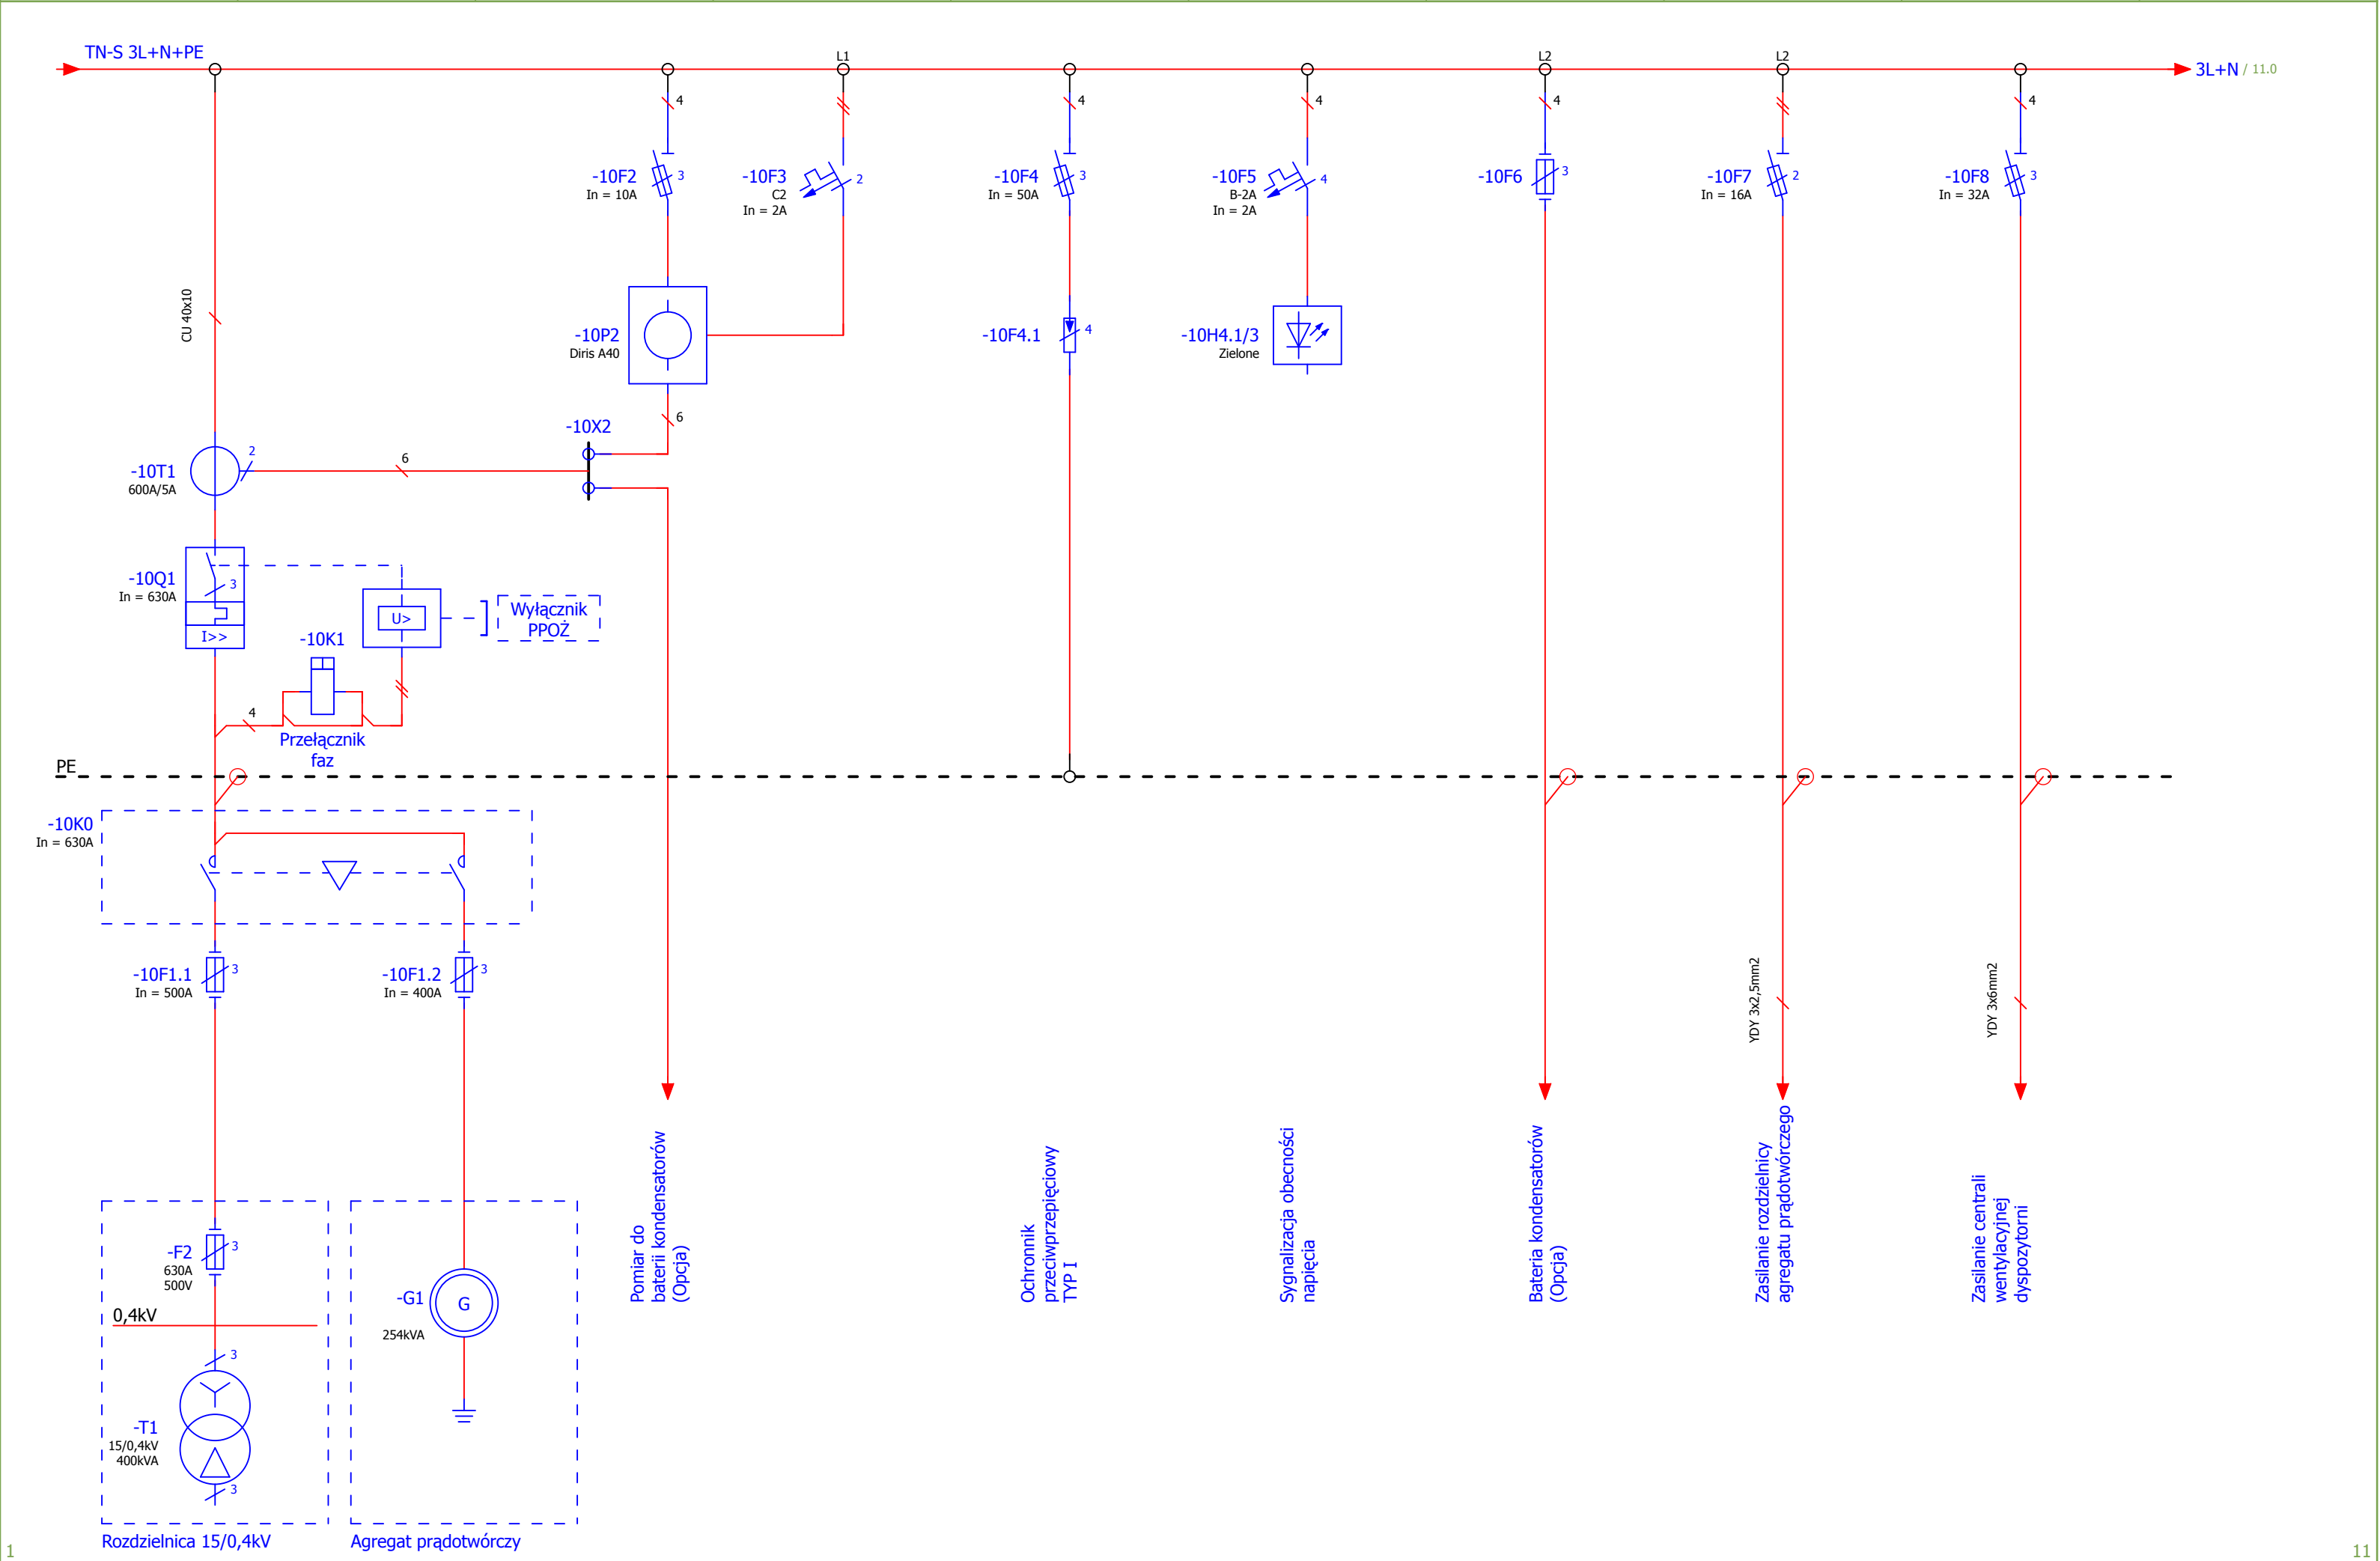 TN-S 3L+N+PE
L1
L2
L2
3L+N / 11.0
4
4
4
4
4
-10F2
In = 10A
3
-10F3
C2
In = 2A
2
-10F4
In = 50A
3
-10F5
B-2A
In = 2A
4
-10F6
3
-10F7
In = 16A
2
-10F8
In = 32A
3
CU 40x10
-10P2
Diris A40
-10F4.1
4
-10H4.1/3
Zielone
6
-10X2
-10T1
600A/5A
2
6
-10Q1
In = 630A
3
I>>
U>
Wyłącznik
PPOŻ
-10K1
4
Przełącznik
faz
PE
-10K0
In = 630A
-10F1.1
In = 500A
3
-10F1.2
In = 400A
3
YDY 3x2,5mm2
YDY 3x6mm2
Pomiar do
baterii kondensatorów
(Opcja)
Ochronnik
przeciwprzepięciowy
TYP I
Sygnalizacja obecności
napięcia
Bateria kondensatorów
(Opcja)
Zasilanie rozdzielnicy
agregatu prądotwórczego
Zasilanie centrali
wentylacyjnej
dyspozytorni
-F2
630A
500V
3
0,4kV
3
-T1
15/0,4kV
400kVA
3
-G1
254kVA
G
Rozdzielnica 15/0,4kV
Agregat prądotwórczy
1
11